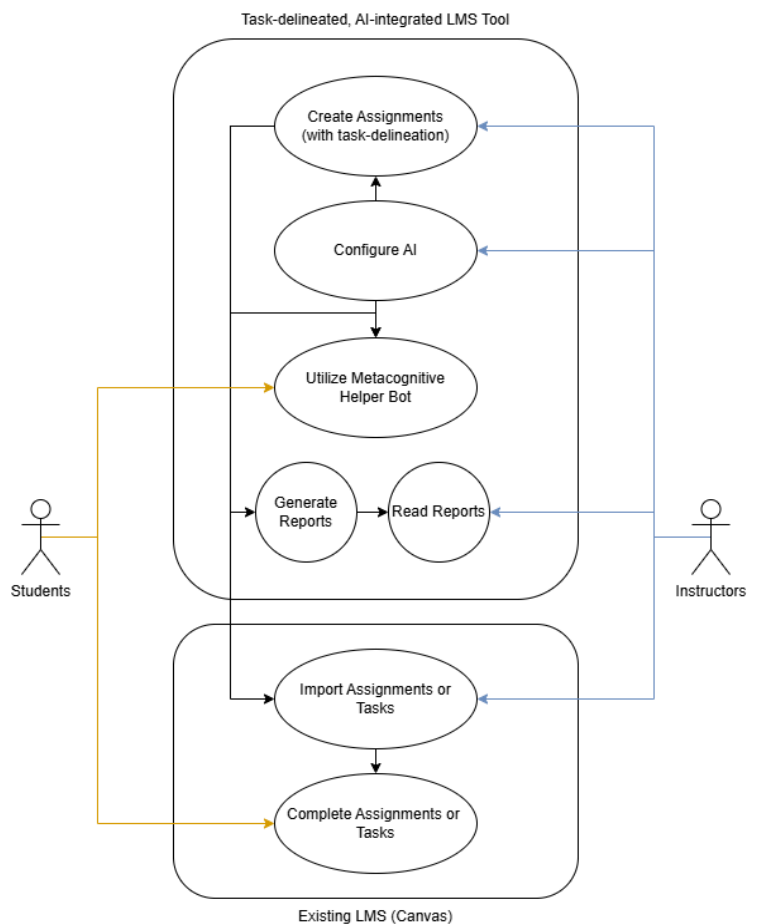 Task-delineated, AI-integrated LMS Tool
Create Assignments
(with task-delineation)
Configure AI
Utilize Metacognitive
Helper Bot
Generate
Reports
Read Reports
Students
Instructors
Import Assignments or
Tasks
Complete Assignments or
Tasks
Existing LMS (Canvas)